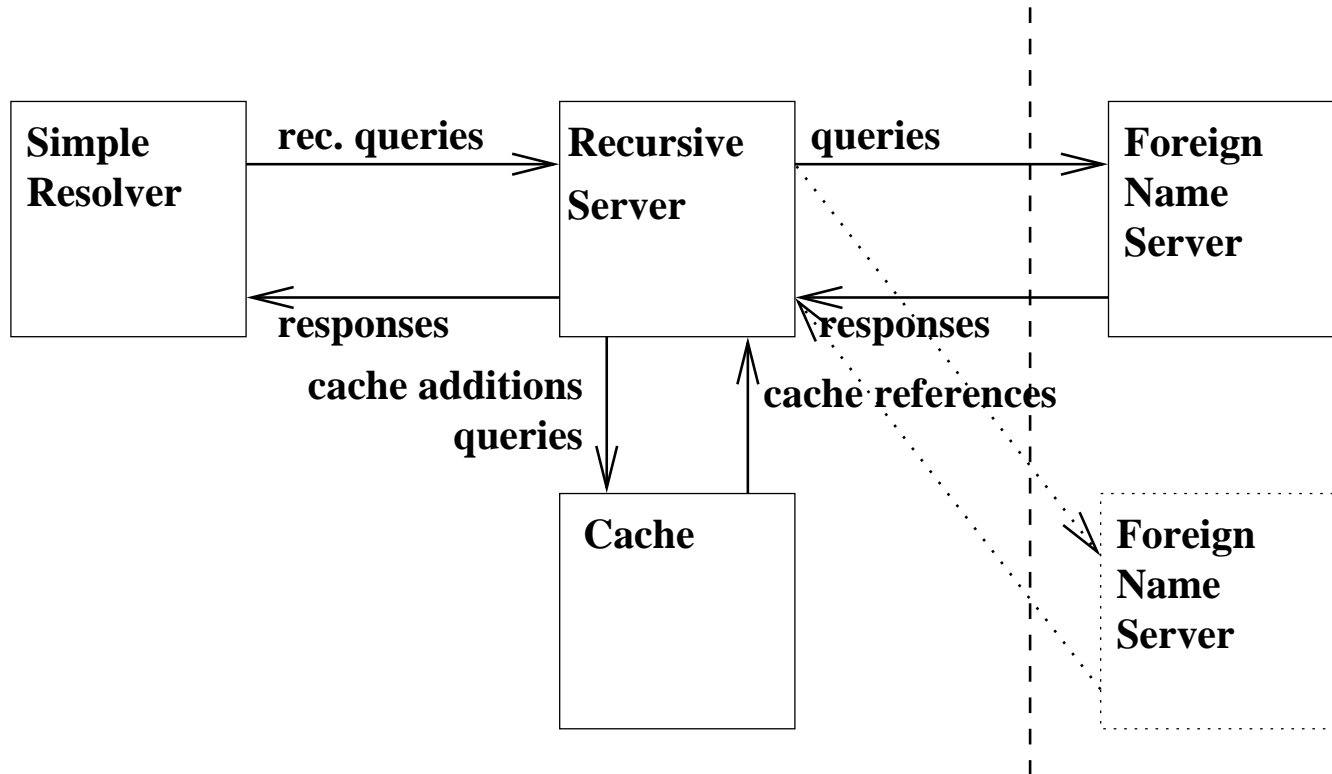 Simple
Resolver
rec. queries
Recursive
Server
queries
Foreign
Name
Server
responses
responses
cache additions
queries
cache references
Cache
Foreign
Name
Server